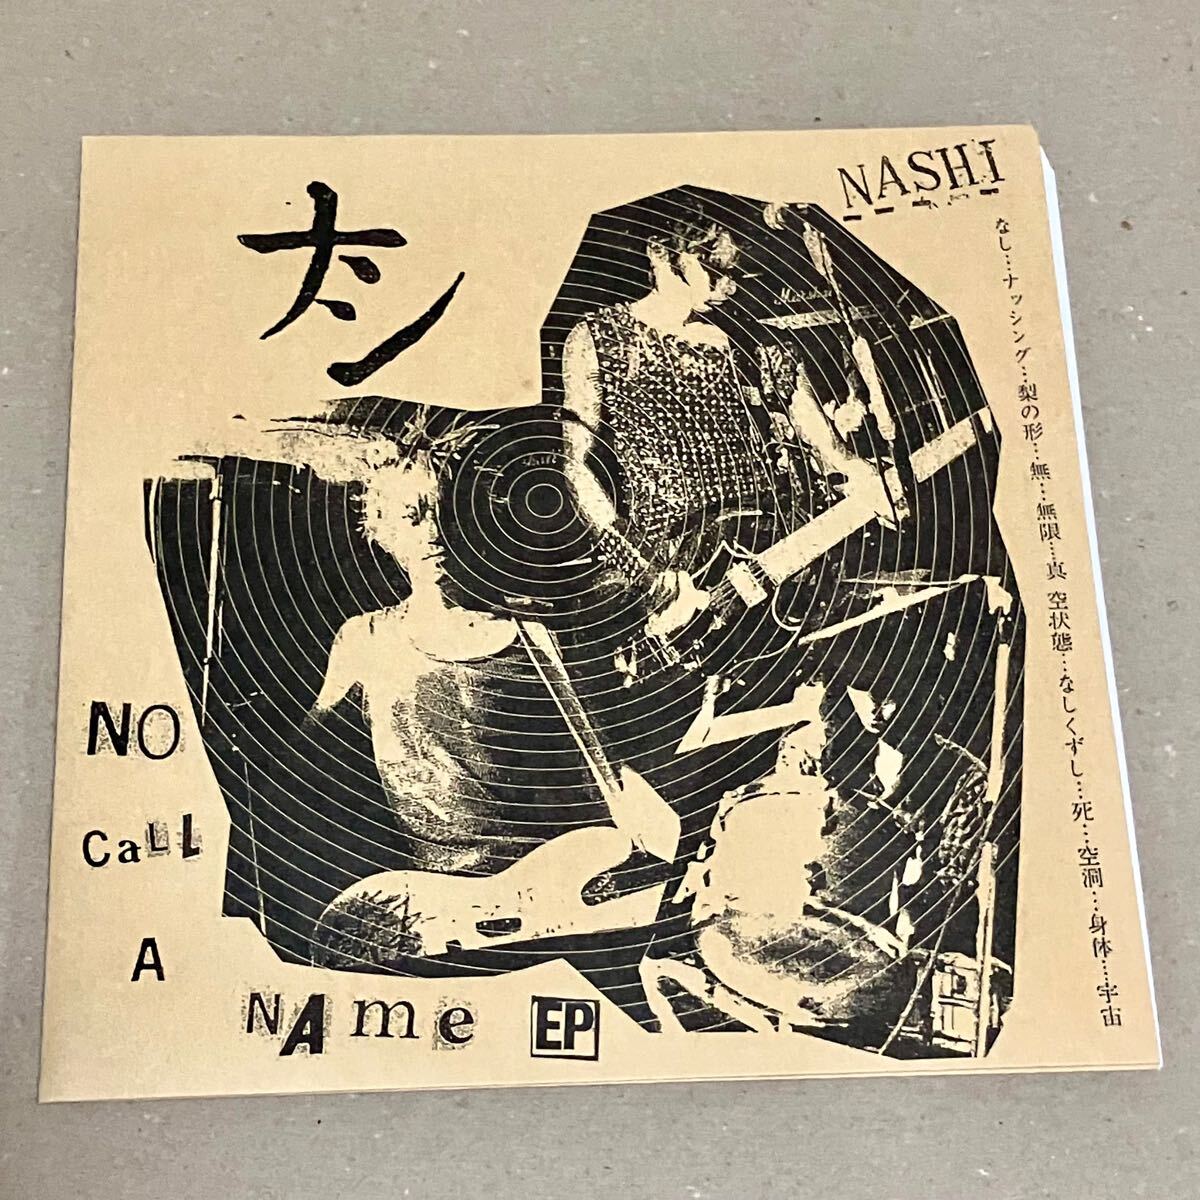 NASHI
ナシ
Marshall
なし…ナッシング…梨の形…無…無限…真 空状態…なしくずし…死…空洞…身体…宇宙
NO
CaLL
A
NAme EP